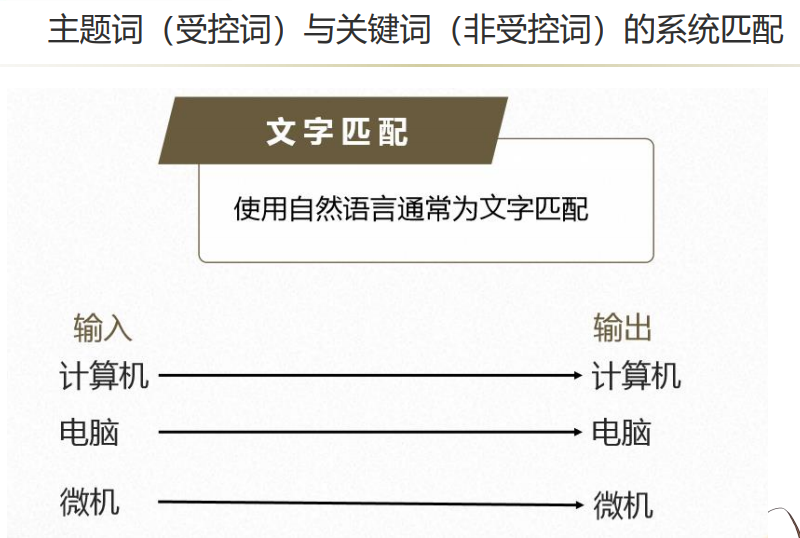 主题词（受控词）与关键词（非受控词）的系统匹配
文字匹配
使用自然语言通常为文字匹配
输入 输出
计算机 计算机
电脑 电脑
微机 微机